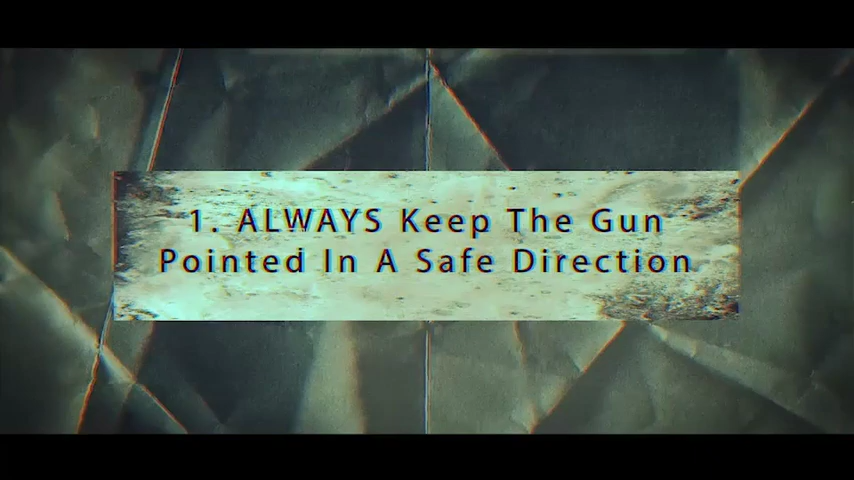 1. ALWAYS Keep The Gun
Pointed In A Safe Direction